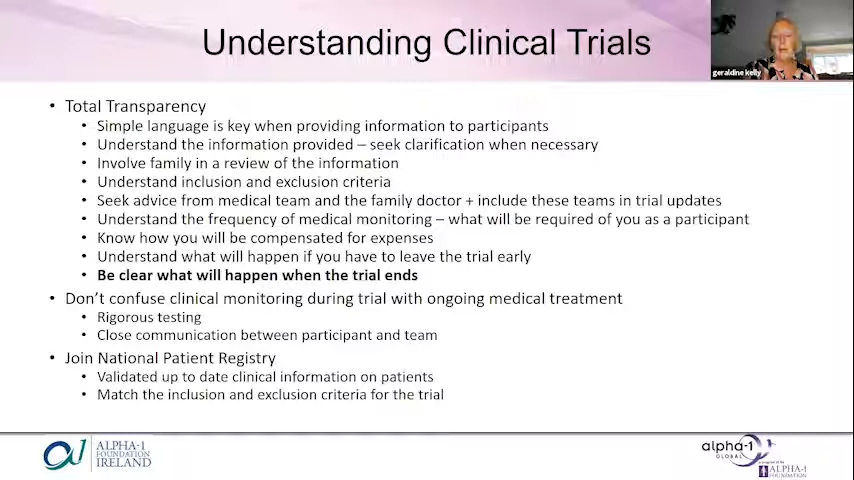 Understanding Clinical Trials
geraldine kelly
• Total Transparency
• Simple language is key when providing information to participants
• Understand the information provided – seek clarification when necessary
• Involve family in a review of the information
• Understand inclusion and exclusion criteria
• Seek advice from medical team and the family doctor + include these teams in trial updates
• Understand the frequency of medical monitoring – what will be required of you as a participant
• Know how you will be compensated for expenses
• Understand what will happen if you have to leave the trial early
• Be clear what will happen when the trial ends
• Don't confuse clinical monitoring during trial with ongoing medical treatment
• Rigorous testing
• Close communication between participant and team
• Join National Patient Registry
• Validated up to date clinical information on patients
• Match the inclusion and exclusion criteria for the trial
ALPHA-1
FOUNDATION
IRELAND
alpha-1
GLOBAL
ALPHA-1
FOUNDATION